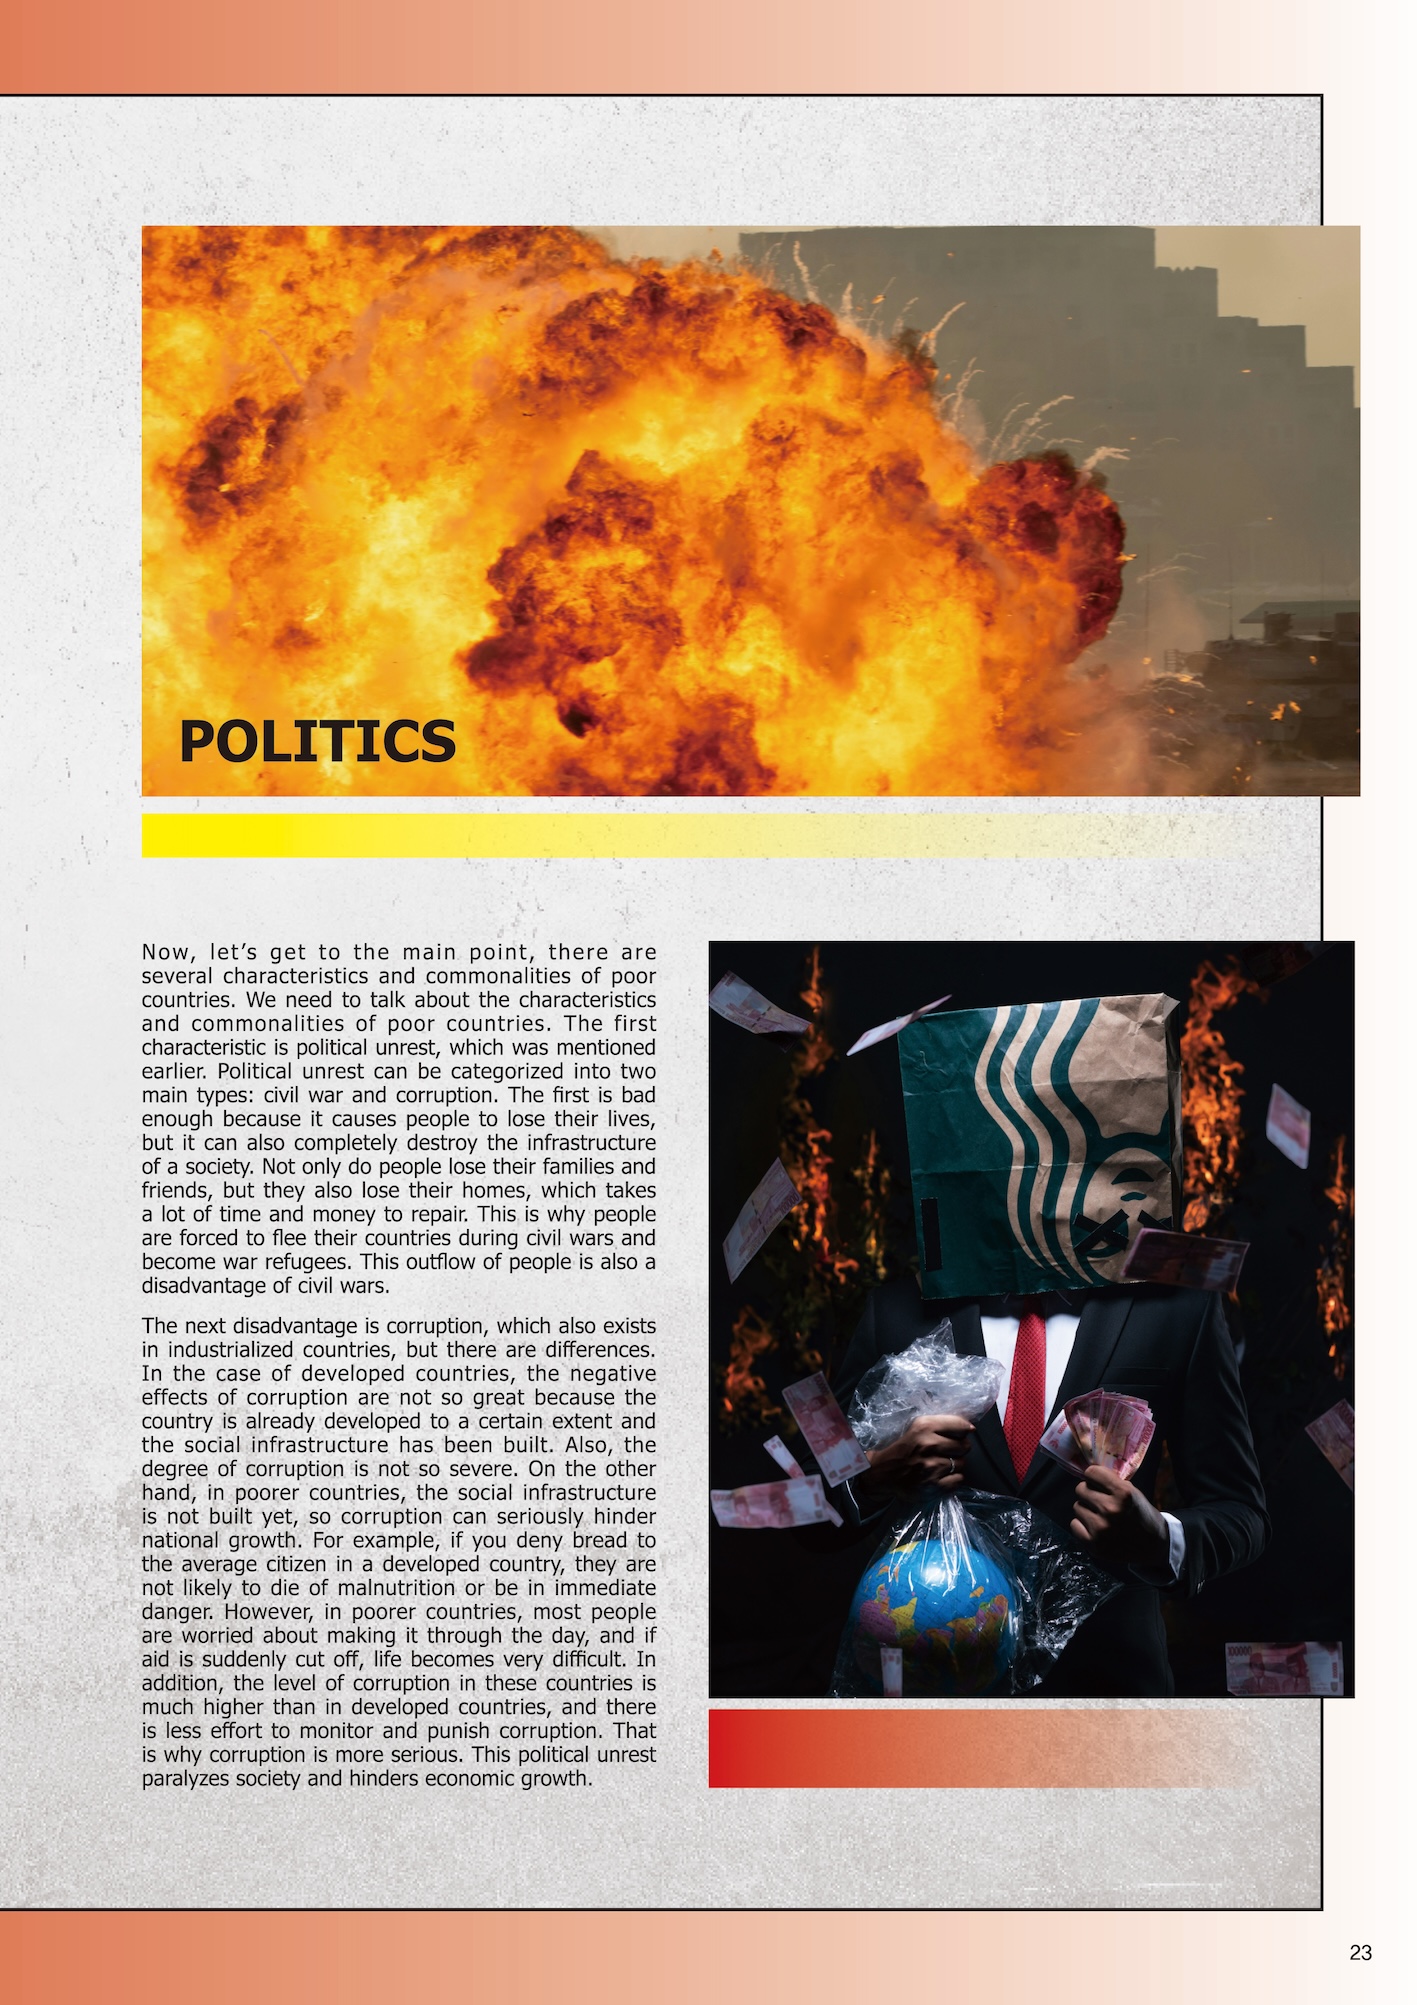 POLITICS
Now, let’s get to the main point, there are
several characteristics and commonalities of poor
countries. We need to talk about the characteristics
and commonalities of poor countries. The first
characteristic is political unrest, which was mentioned
earlier. Political unrest can be categorized into two
main types: civil war and corruption. The first is bad
enough because it causes people to lose their lives,
but it can also completely destroy the infrastructure
of a society. Not only do people lose their families and
friends, but they also lose their homes, which takes
a lot of time and money to repair. This is why people
are forced to flee their countries during civil wars and
become war refugees. This outflow of people is also a
disadvantage of civil wars.
The next disadvantage is corruption, which also exists
in industrialized countries, but there are differences.
In the case of developed countries, the negative
effects of corruption are not so great because the
country is already developed to a certain extent and
the social infrastructure has been built. Also, the
degree of corruption is not so severe. On the other
hand, in poorer countries, the social infrastructure
is not built yet, so corruption can seriously hinder
national growth. For example, if you deny bread to
the average citizen in a developed country, they are
not likely to die of malnutrition or be in immediate
danger. However, in poorer countries, most people
are worried about making it through the day, and if
aid is suddenly cut off, life becomes very difficult. In
addition, the level of corruption in these countries is
much higher than in developed countries, and there
is less effort to monitor and punish corruption. That
is why corruption is more serious. This political unrest
paralyzes society and hinders economic growth.
100000
23